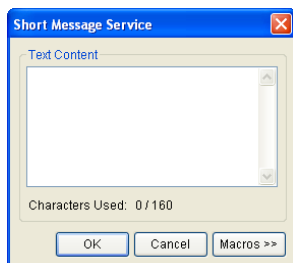 Short Message Service
Text Content
Characters Used: 0/160
OK Cancel Macros >>